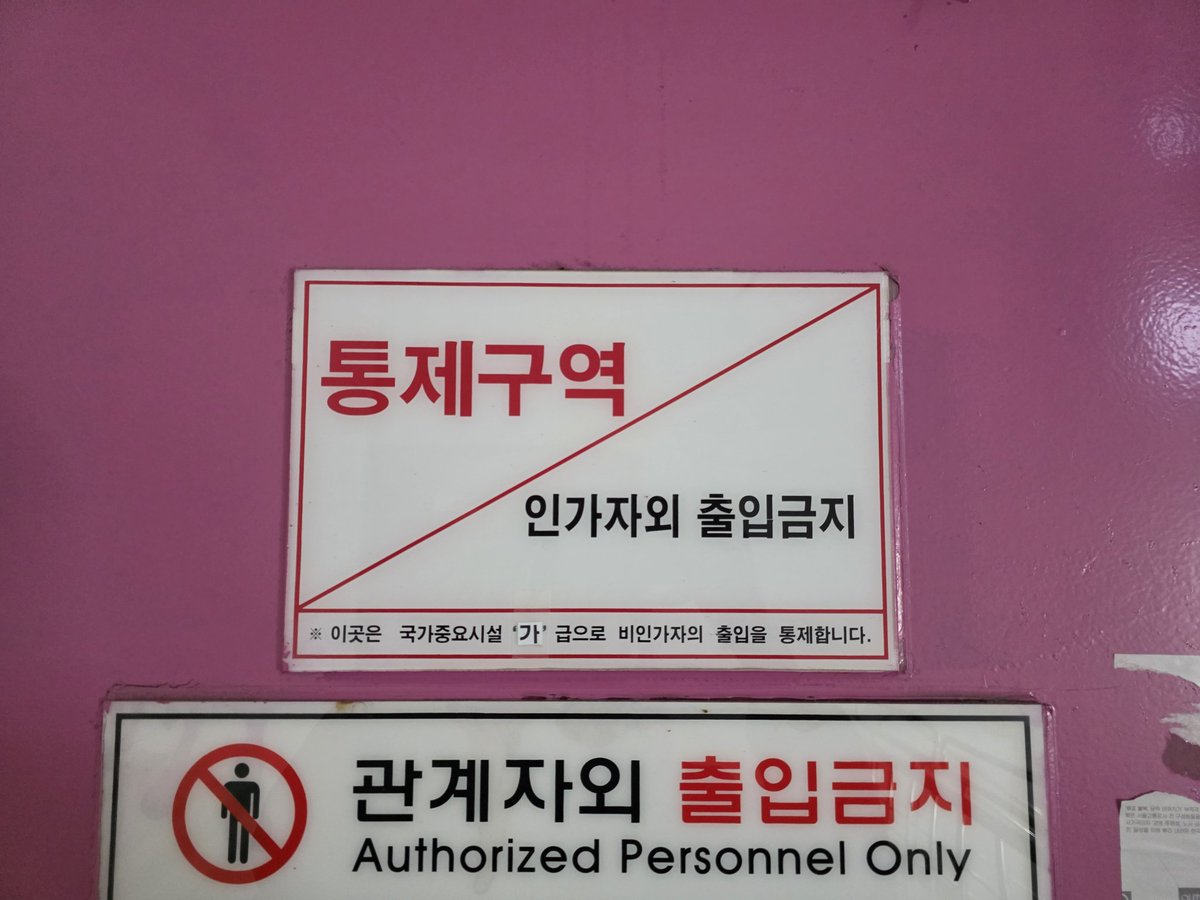 통제구역
인가자외 출입금지
※ 이곳은 국가중요시설 '가' 급으로 비인가자의 출입을 통제합니다.
관계자외 출입금지
Authorized Personnel Only